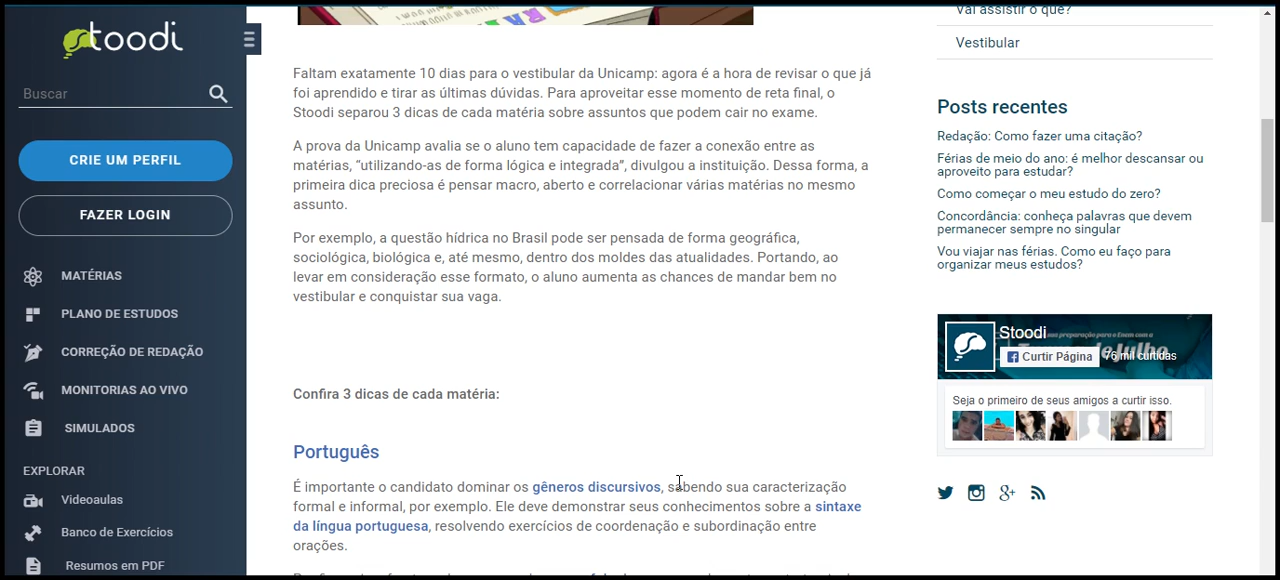 stoodi
Buscar
CRIE UM PERFIL
FAZER LOGIN
MATÉRIAS
PLANO DE ESTUDOS
CORREÇÃO DE REDAÇÃO
MONITORIAS AO VIVO
SIMULADOS
EXPLORAR
Videoaulas
Banco de Exercícios
Resumos em PDF
Faltam exatamente 10 dias para o vestibular da Unicamp: agora é a hora de revisar o que já
foi aprendido e tirar as últimas dúvidas. Para aproveitar esse momento de reta final, o
Stoodi separou 3 dicas de cada matéria sobre assuntos que podem cair no exame.
A prova da Unicamp avalia se o aluno tem capacidade de fazer a conexão entre as
matérias, “utilizando-as de forma lógica e integrada”, divulgou a instituição. Dessa forma, a
primeira dica preciosa é pensar macro, aberto e correlacionar várias matérias no mesmo
assunto.
Por exemplo, a questão hídrica no Brasil pode ser pensada de forma geográfica,
sociológica, biológica e, até mesmo, dentro dos moldes das atualidades. Portando, ao
levar em consideração esse formato, o aluno aumenta as chances de mandar bem no
vestibular e conquistar sua vaga.
Confira 3 dicas de cada matéria:
Português
É importante o candidato dominar os gêneros discursivos, sabendo sua caracterização
formal e informal, por exemplo. Ele deve demonstrar seus conhecimentos sobre a sintaxe
da língua portuguesa, resolvendo exercícios de coordenação e subordinação entre
orações.
Vai assistir o quê?
Vestibular
Posts recentes
Redação: Como fazer uma citação?
Férias de meio do ano: é melhor descansar ou
aproveito para estudar?
Como começar o meu estudo do zero?
Concordância: conheça palavras que devem
permanecer sempre no singular
Vou viajar nas férias. Como eu faço para
organizar meus estudos?
Stoodi
sua preparação para o Enem com a
Curtir Página
76 mil curtidas
Seja o primeiro de seus amigos a curtir isso.